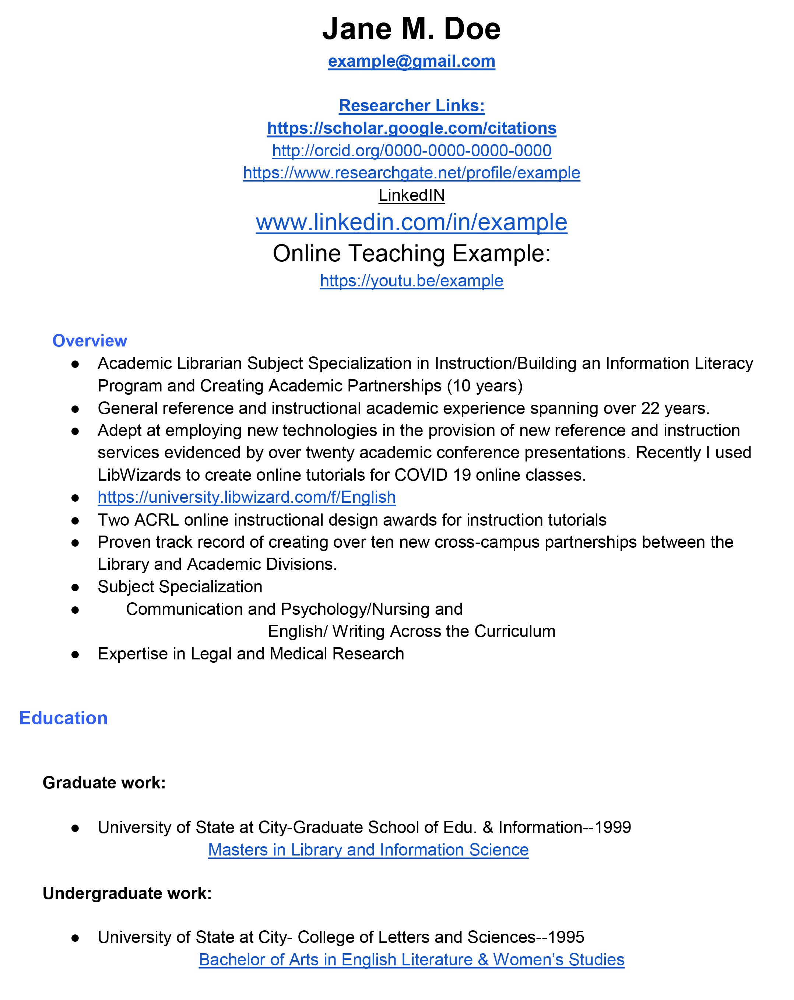 Jane M. Doe
example@gmail.com
Researcher Links:
https://scholar.google.com/citations
http://orcid.org/0000-0000-0000-0000
https://www.researchgate.net/profile/example
LinkedIN
www.linkedin.com/in/example
Online Teaching Example:
https://youtu.be/example
Overview
● Academic Librarian Subject Specialization in Instruction/Building an Information Literacy
Program and Creating Academic Partnerships (10 years)
● General reference and instructional academic experience spanning over 22 years.
● Adept at employing new technologies in the provision of new reference and instruction
services evidenced by over twenty academic conference presentations. Recently I used
LibWizards to create online tutorials for COVID 19 online classes.
● https://university.libwizard.com/f/English
● Two ACRL online instructional design awards for instruction tutorials
● Proven track record of creating over ten new cross-campus partnerships between the
Library and Academic Divisions.
● Subject Specialization
● Communication and Psychology/Nursing and
English/ Writing Across the Curriculum
● Expertise in Legal and Medical Research
Education
Graduate work:
● University of State at City-Graduate School of Edu. & Information--1999
Masters in Library and Information Science
Undergraduate work:
● University of State at City- College of Letters and Sciences--1995
Bachelor of Arts in English Literature & Women’s Studies